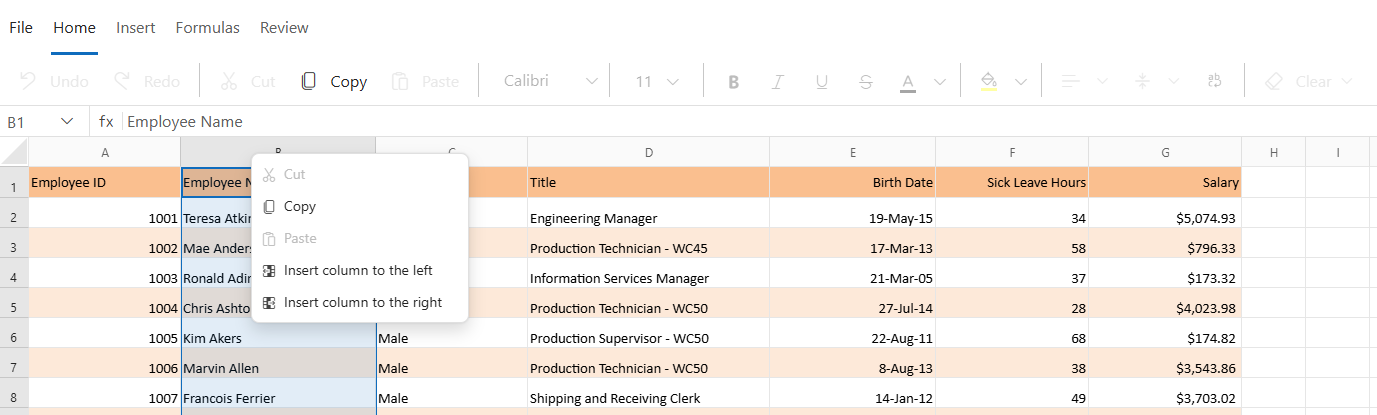 File Home Insert Formulas Review
Undo Redo Cut Copy Paste Calibri 11 B I U S A ab Clear
B1 fx Employee Name
A B C D E F G H I
1 Employee ID Employee Title Birth Date Sick Leave Hours Salary
Cut
2 1001 Teresa Engineering Manager 19-May-15 34 $5,074.93
Copy
3 1002 Mae Production Technician - WC45 17-Mar-13 58 $796.33
Paste
4 1003 Ronald Information Services Manager 21-Mar-05 37 $173.32
Insert column to the left
5 1004 Chris Production Technician - WC50 27-Jul-14 28 $4,023.98
Insert column to the right
6 1005 Kim Akers Male Production Supervisor - WC50 22-Aug-11 68 $174.82
7 1006 Marvin Allen Male Production Technician - WC50 8-Aug-13 38 $3,543.86
8 1007 Francois Ferrier Male Shipping and Receiving Clerk 14-Jan-12 49 $3,703.02